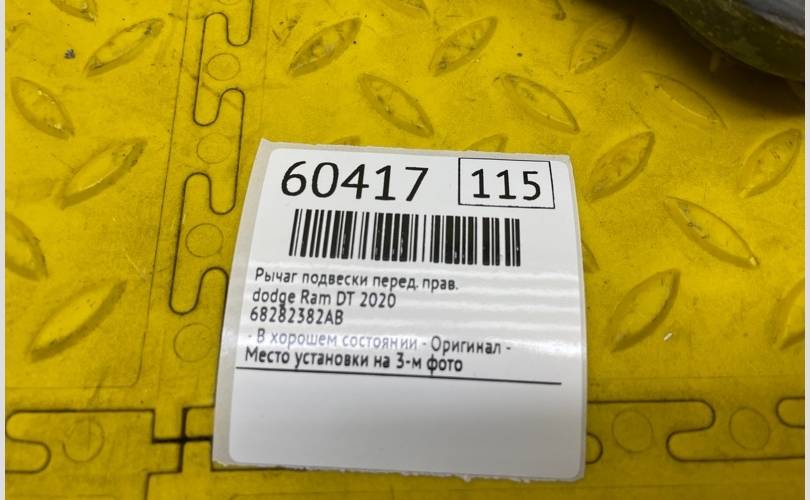 60417 115
Рычаг подвески перед. прав.
dodge Ram DT 2020
68282382AB
- В хорошем состоянии - Оригинал -
Место установки на 3-м фото